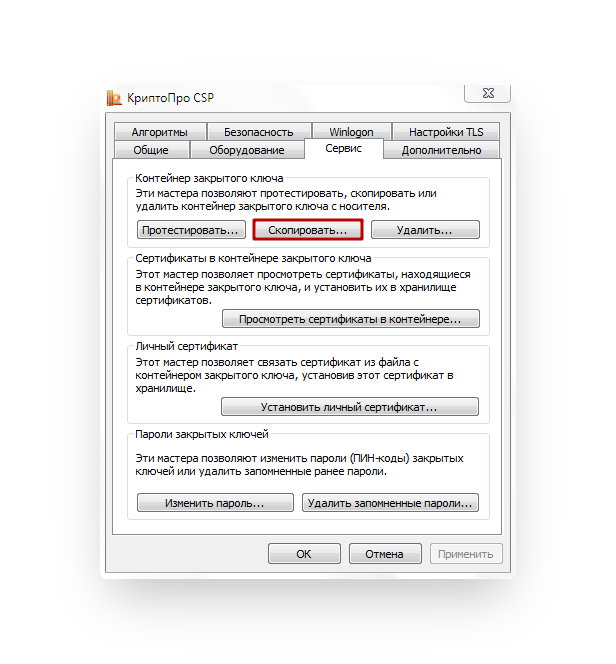 КриптоПро CSP
Алгоритмы Безопасность Winlogon Настройки TLS
Общие Оборудование Сервис Дополнительно
Контейнер закрытого ключа
Эти мастера позволяют протестировать, скопировать или
удалить контейнер закрытого ключа с носителя.
Протестировать... Скопировать... Удалить...
Сертификаты в контейнере закрытого ключа
Этот мастер позволяет просмотреть сертификаты, находящиеся
в контейнере закрытого ключа, и установить их в хранилище
сертификатов.
Просмотреть сертификаты в контейнере...
Личный сертификат
Этот мастер позволяет связать сертификат из файла с
контейнером закрытого ключа, установив этот сертификат в
хранилище.
Установить личный сертификат...
Пароли закрытых ключей
Эти мастера позволяют изменить пароли (ПИН-коды) закрытых
ключей или удалить запомненные ранее пароли.
Изменить пароль... Удалить запомненные пароли...
ОК Отмена Применить